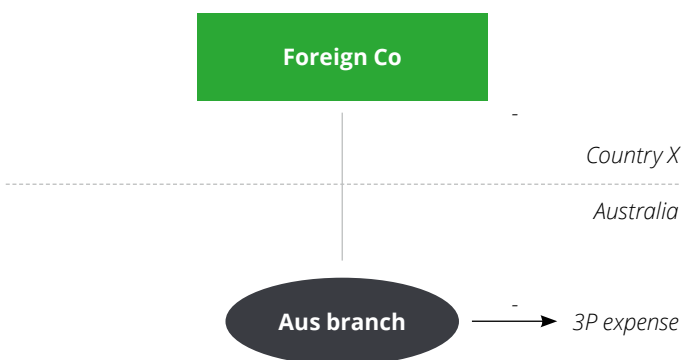 Foreign Co
-
Country X
Australia
-
Aus branch
3P expense